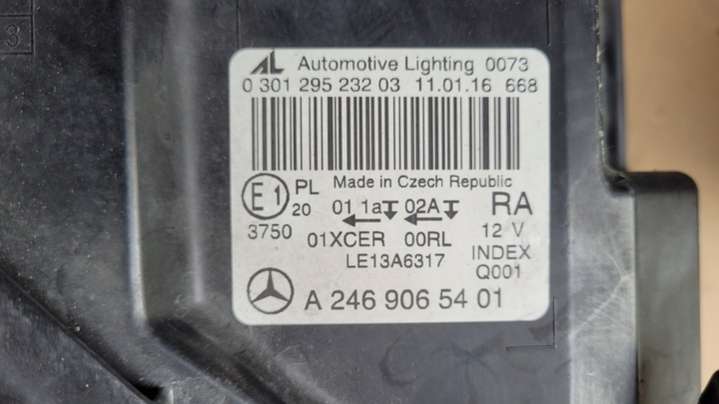 3
AL Automotive Lighting 0073
0 301 295 232 03 11.01.16 668
Made in Czech Republic
E1 PL 20 01 1a 02A RA
3750 01XCER 00RL 12 V
LE13A6317 INDEX
Q001
A 246 906 54 01